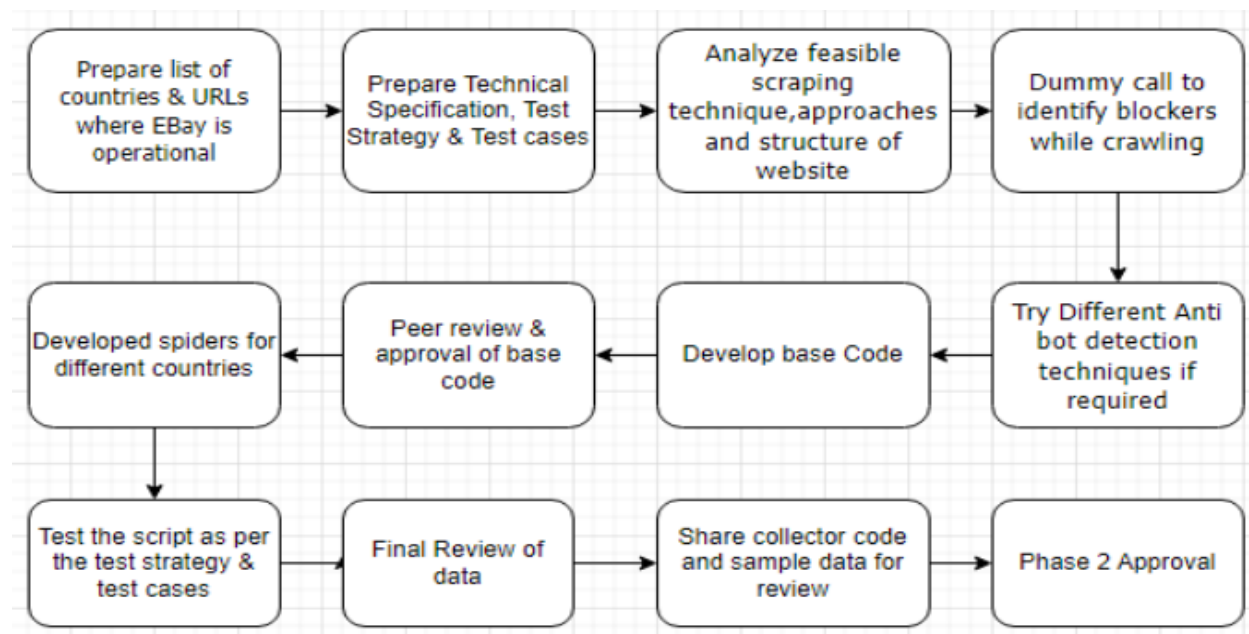 Prepare list of
countries & URLs
where EBay is
operational
Prepare Technical
Specification, Test
Strategy & Test cases
Analyze feasible
scraping
technique,approaches
and structure of
website
Dummy call to
identify blockers
while crawling
Try Different Anti
bot detection
techniques if
required
Develop base Code
Peer review &
approval of base
code
Developed spiders for
different countries
Test the script as per
the test strategy &
test cases
Final Review of
data
Share collector code
and sample data for
review
Phase 2 Approval